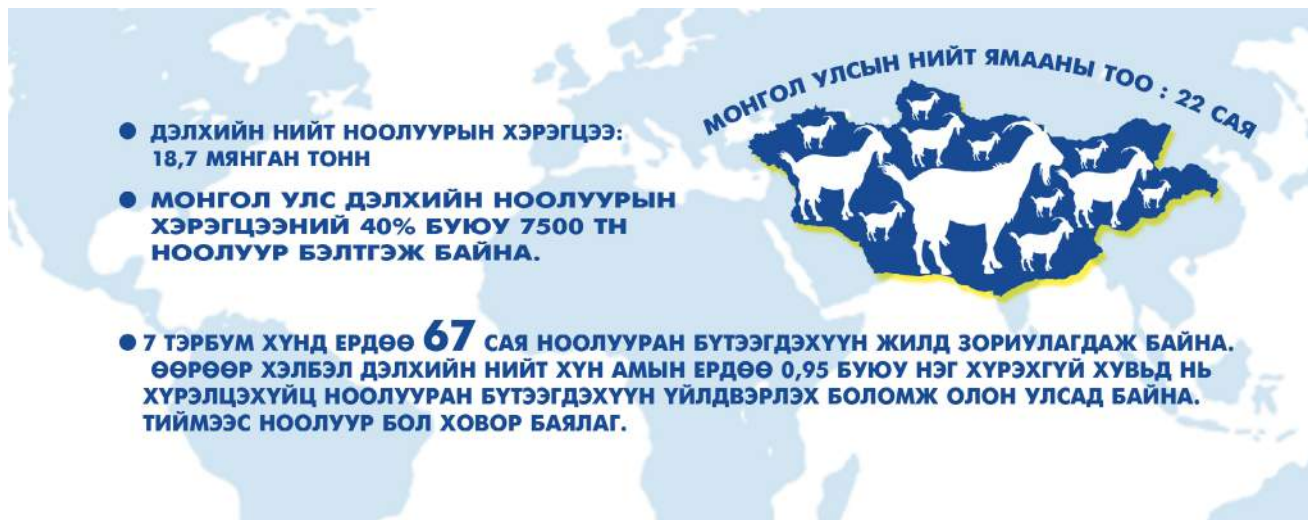 МОНГОЛ УЛСЫН НИЙТ ЯМААНЫ ТОО : 22 САЯ
● ДЭЛХИЙН НИЙТ НООЛУУРЫН ХЭРЭГЦЭЭ:
18,7 МЯНГАН ТОНН
● МОНГОЛ УЛС ДЭЛХИЙН НООЛУУРЫН
ХЭРЭГЦЭЭНИЙ 40% БУЮУ 7500 ТН
НООЛУУР БЭЛТГЭЖ БАЙНА.
● 7 ТЭРБУМ ХҮНД ЕРДӨӨ 67 САЯ НООЛУУРАН БҮТЭЭГДЭХҮҮН ЖИЛД ЗОРИУЛАГДАЖ БАЙНА.
ӨӨРӨӨР ХЭЛБЭЛ ДЭЛХИЙН НИЙТ ХҮН АМЫН ЕРДӨӨ 0,95 БУЮУ НЭГ ХҮРЭХГҮЙ ХУВЬД НЬ
ХҮРЭЛЦЭХҮЙЦ НООЛУУРАН БҮТЭЭГДЭХҮҮН ҮЙЛДВЭРЛЭХ БОЛОМЖ ОЛОН УЛСАД БАЙНА.
ТИЙМЭЭС НООЛУУР БОЛ ХОВОР БАЯЛАГ.